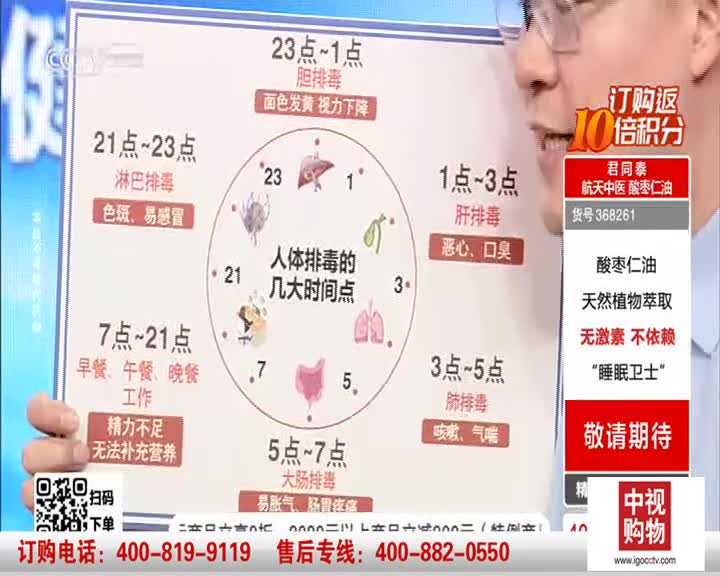 CCTV
健
23点~1点
胆排毒
面色发黄 视力下降
21点~23点
淋巴排毒
色斑、易感冒
1点~3点
肝排毒
恶心、口臭
23
1
人体排毒的
几大时间点
21
3
7
5
7点~21点
早餐、午餐、晚餐
工作
精力不足
无法补充营养
3点~5点
肺排毒
咳嗽、气喘
5点~7点
大肠排毒
易胀气、肠胃疼痛
订购返
10倍积分
君同泰
航天中医 酸枣仁油
货号 368261
酸枣仁油
天然植物萃取
无激素 不依赖
“睡眠卫士”
敬请期待
扫码
下单
中视
购物
www.igocctv.com
订购电话：400-819-9119 售后专线：400-882-0550